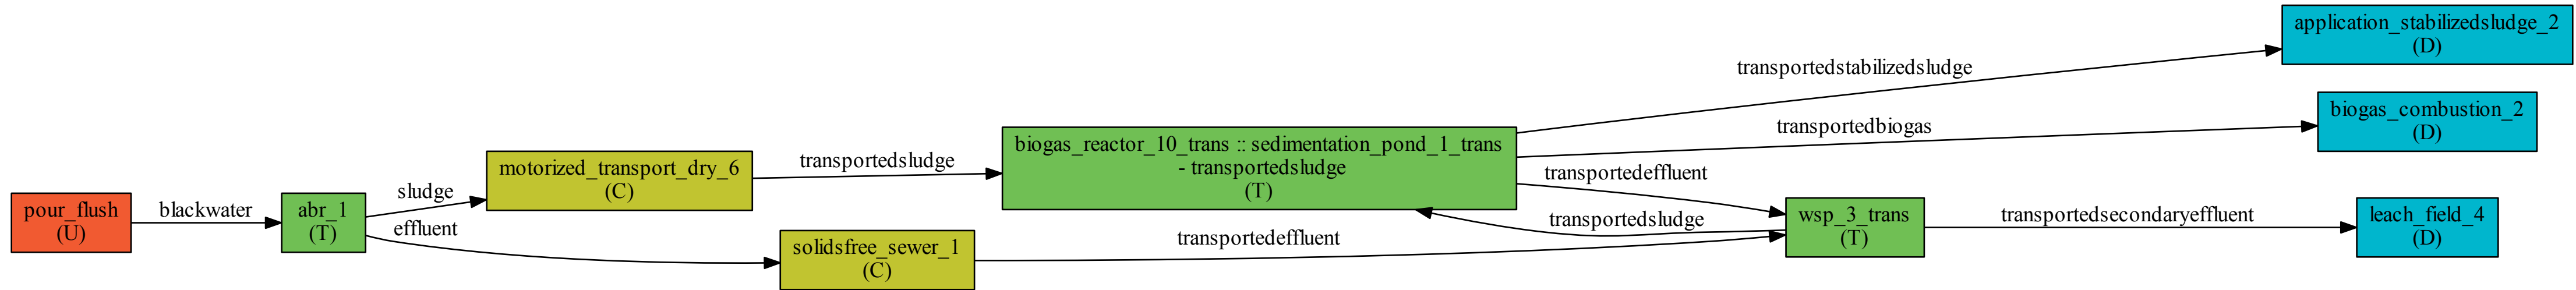 pour_flush
(U)
blackwater
abr_1
(T)
sludge
effluent
motorized_transport_dry_6
(C)
solidsfree_sewer_1
(C)
transportedsludge
transportedeffluent
biogas_reactor_10_trans :: sedimentation_pond_1_trans
- transportedsludge
(T)
transportedstabilizedsludge
transportedbiogas
transportedeffluent
transportedsludge
wsp_3_trans
(T)
transportedsecondaryeffluent
application_stabilizedsludge_2
(D)
biogas_combustion_2
(D)
leach_field_4
(D)